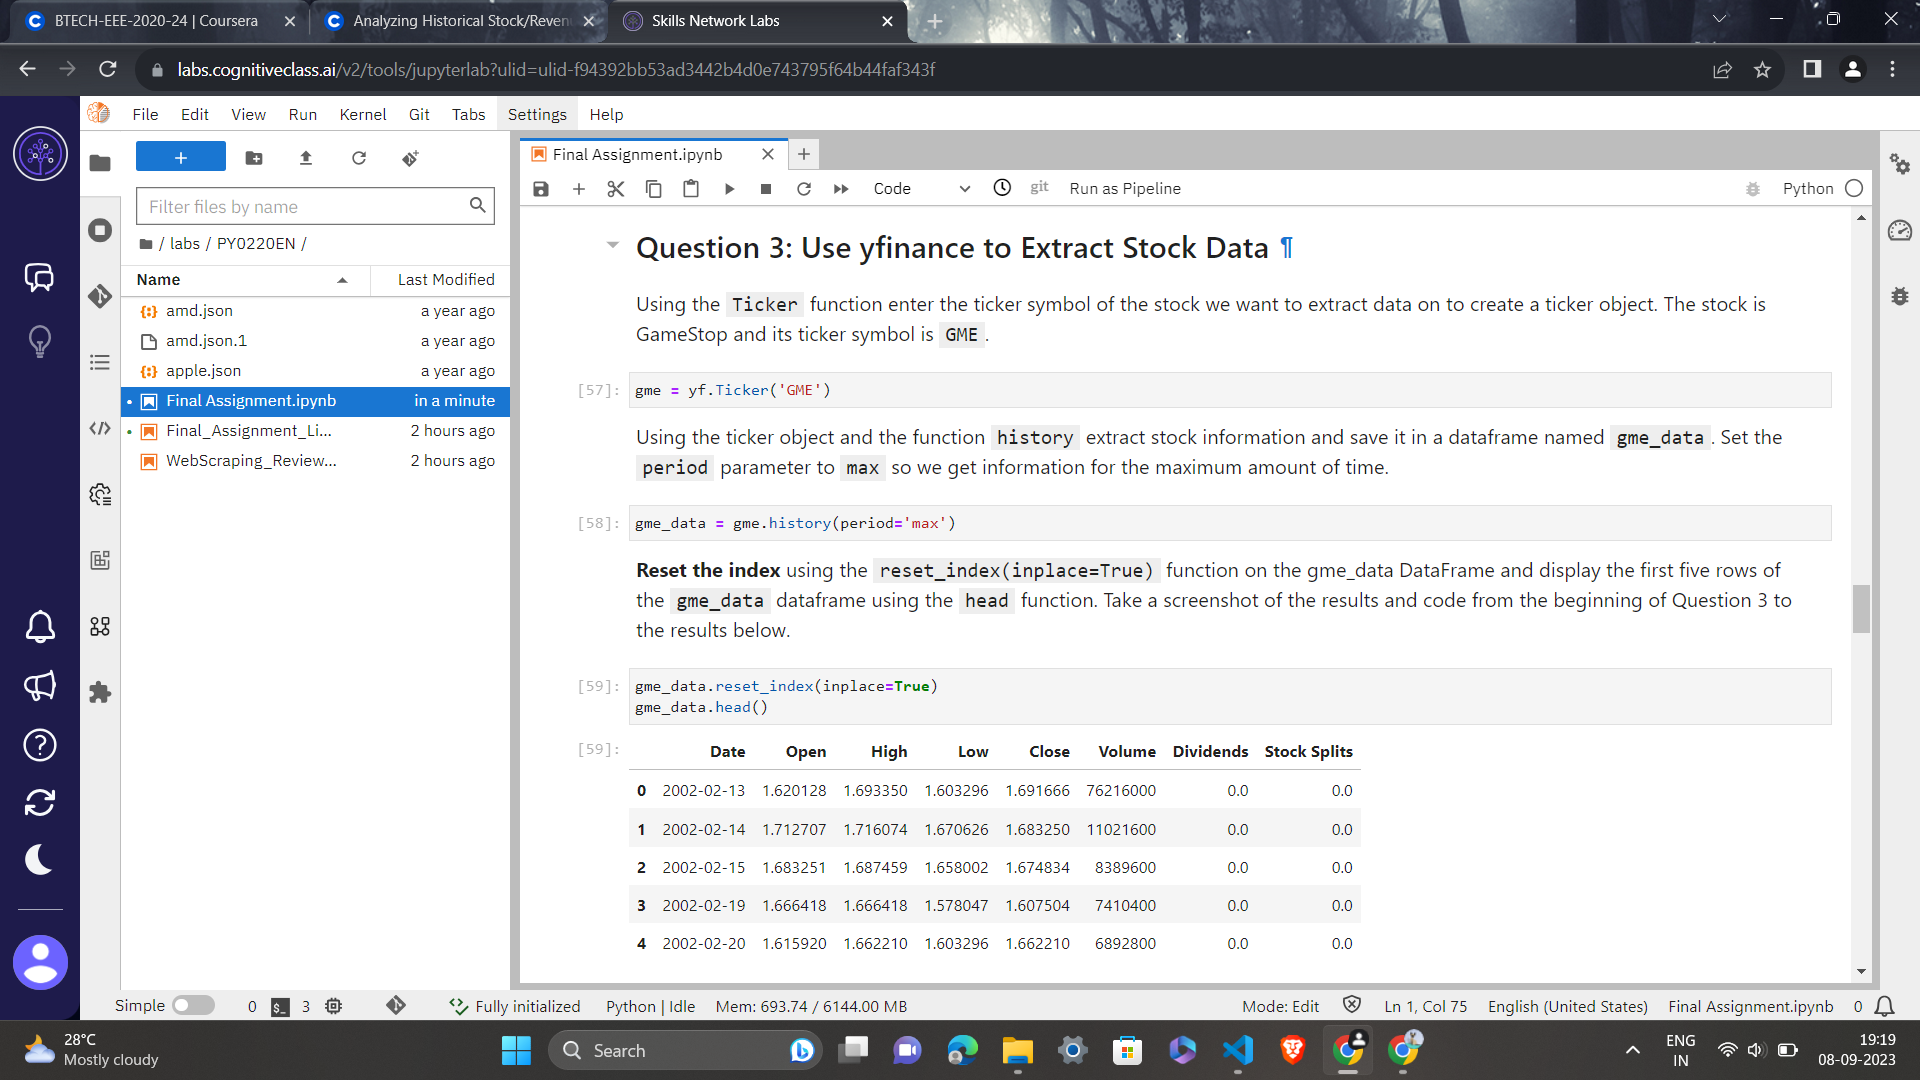 BTECH-EEE-2020-24 | Coursera
Analyzing Historical Stock/Reven
Skills Network Labs
labs.cognitiveclass.ai/v2/tools/jupyterlab?ulid=ulid-f94392bb53ad3442b4d0e743795f64b44faf343f
File Edit View Run Kernel Git Tabs Settings Help
Final Assignment.ipynb
Code
git
Run as Pipeline
Python
Filter files by name
/ labs / PY0220EN /
Name Last Modified
amd.json a year ago
amd.json.1 a year ago
apple.json a year ago
Final Assignment.ipynb in a minute
Final_Assignment_Li... 2 hours ago
WebScraping_Review... 2 hours ago
Question 3: Use yfinance to Extract Stock Data ¶
Using the Ticker function enter the ticker symbol of the stock we want to extract data on to create a ticker object. The stock is
GameStop and its ticker symbol is GME .
[57]: gme = yf.Ticker('GME')
Using the ticker object and the function history extract stock information and save it in a dataframe named gme_data . Set the
period parameter to max so we get information for the maximum amount of time.
[58]: gme_data = gme.history(period='max')
Reset the index using the reset_index(inplace=True) function on the gme_data DataFrame and display the first five rows of
the gme_data dataframe using the head function. Take a screenshot of the results and code from the beginning of Question 3 to
the results below.
[59]: gme_data.reset_index(inplace=True)
gme_data.head()
[59]: Date Open High Low Close Volume Dividends Stock Splits
0 2002-02-13 1.620128 1.693350 1.603296 1.691666 76216000 0.0 0.0
1 2002-02-14 1.712707 1.716074 1.670626 1.683250 11021600 0.0 0.0
2 2002-02-15 1.683251 1.687459 1.658002 1.674834 8389600 0.0 0.0
3 2002-02-19 1.666418 1.666418 1.578047 1.607504 7410400 0.0 0.0
4 2002-02-20 1.615920 1.662210 1.603296 1.662210 6892800 0.0 0.0
Simple 0 3 Fully initialized Python | Idle Mem: 693.74 / 6144.00 MB Mode: Edit Ln 1, Col 75 English (United States) Final Assignment.ipynb 0
28°C
Mostly cloudy
Search
ENG
IN
19:19
08-09-2023